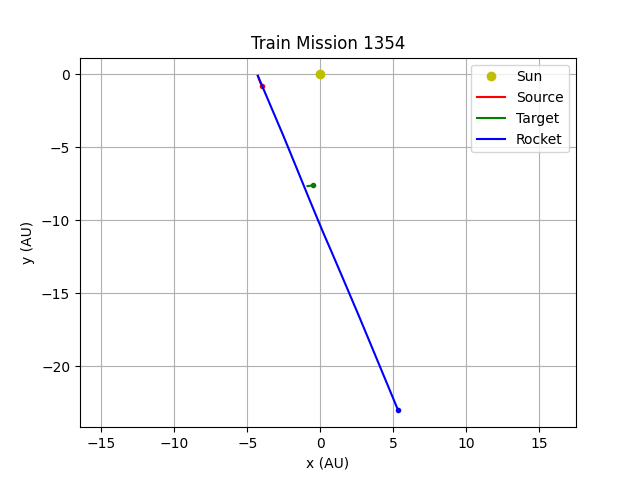 Train Mission 1354
Sun
Source
Target
Rocket
0
−5
−10
−15
−20
y (AU)
−15
−10
−5
0
5
10
15
x (AU)